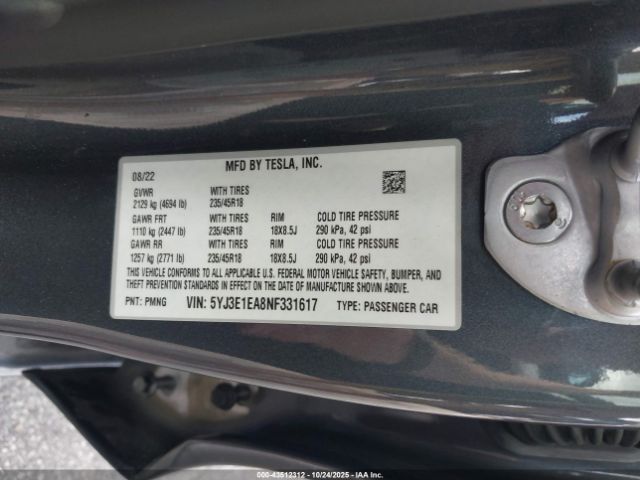 MFD BY TESLA, INC.
08/22
GVWR WITH TIRES
2129 kg (4694 lb) 235/45R18
GAWR FRT WITH TIRES RIM COLD TIRE PRESSURE
1110 kg (2447 lb) 235/45R18 18X8.5J 290 kPa, 42 psi
GAWR RR WITH TIRES RIM COLD TIRE PRESSURE
1257 kg (2771 lb) 235/45R18 18X8.5J 290 kPa, 42 psi
THIS VEHICLE CONFORMS TO ALL APPLICABLE U.S. FEDERAL MOTOR VEHICLE SAFETY, BUMPER, AND
THEFT PREVENTION STANDARDS IN EFFECT ON THE DATE OF MANUFACTURE SHOWN ABOVE.
PNT: PMNG VIN: 5YJ3E1EA8NF331617 TYPE: PASSENGER CAR
000-43512312 - 10/24/2025 - IAAI Inc.